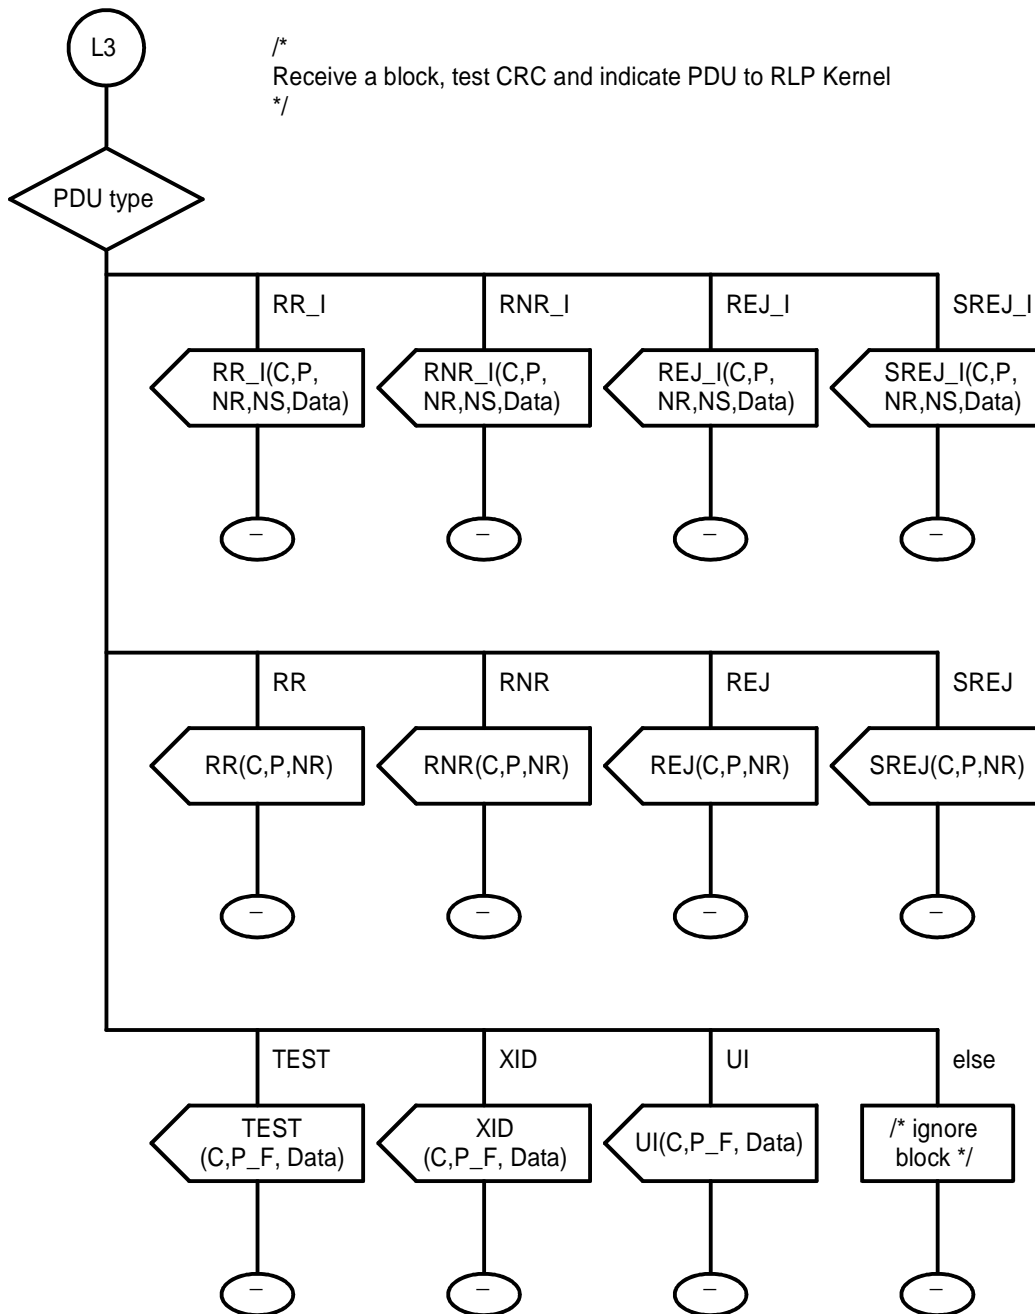 L3
/*
Receive a block, test CRC and indicate PDU to RLP Kernel
*/
PDU type
RR_I
RNR_I
REJ_I
SREJ_I
RR_I(C,P,
NR,NS,Data)
RNR_I(C,P,
NR,NS,Data)
REJ_I(C,P,
NR,NS,Data)
SREJ_I(C,P,
NR,NS,Data)
–
–
–
–
RR
RNR
REJ
SREJ
RR(C,P,NR)
RNR(C,P,NR)
REJ(C,P,NR)
SREJ(C,P,NR)
–
–
–
–
TEST
XID
UI
else
TEST
(C,P_F, Data)
XID
(C,P_F, Data)
UI(C,P_F, Data)
/* ignore
block */
–
–
–
–